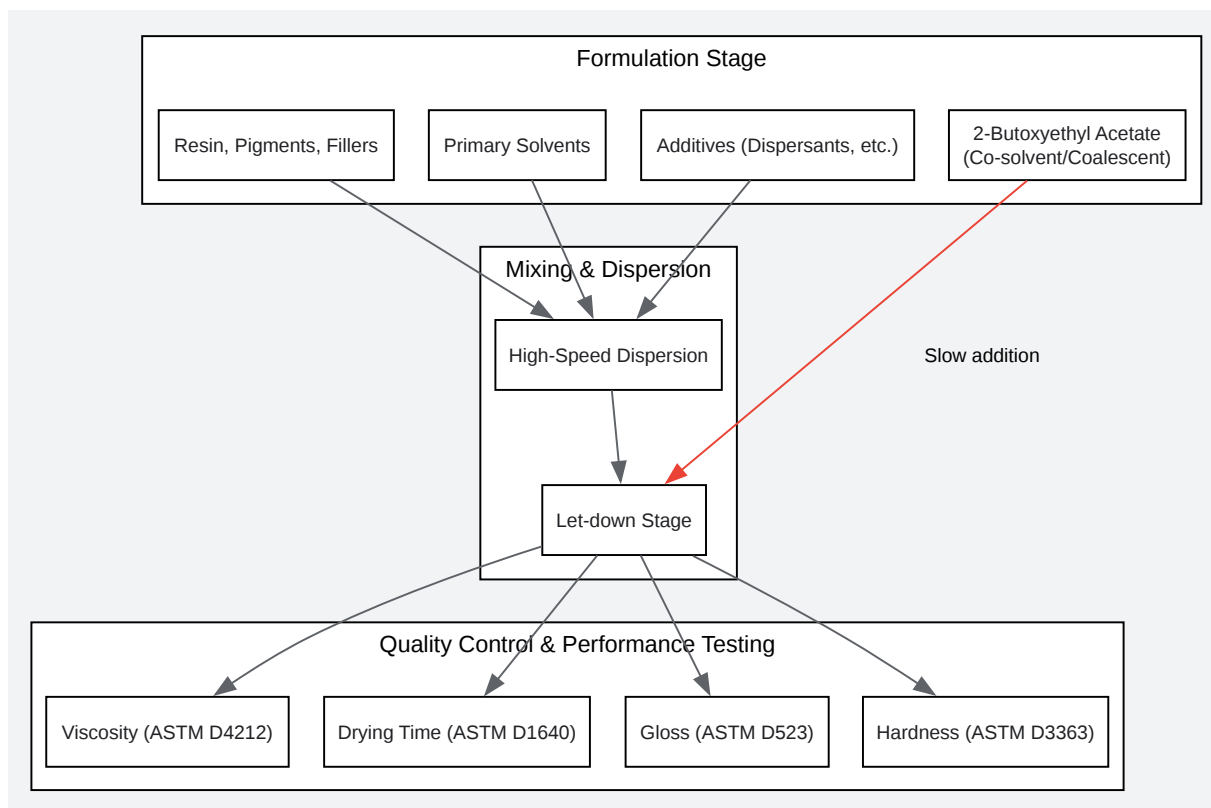 Formulation Stage
Resin, Pigments, Fillers
Primary Solvents
Additives (Dispersants, etc.)
2-Butoxyethyl Acetate
(Co-solvent/Coalescent)
Mixing & Dispersion
High-Speed Dispersion
Slow addition
Let-down Stage
Quality Control & Performance Testing
Viscosity (ASTM D4212)
Drying Time (ASTM D1640)
Gloss (ASTM D523)
Hardness (ASTM D3363)